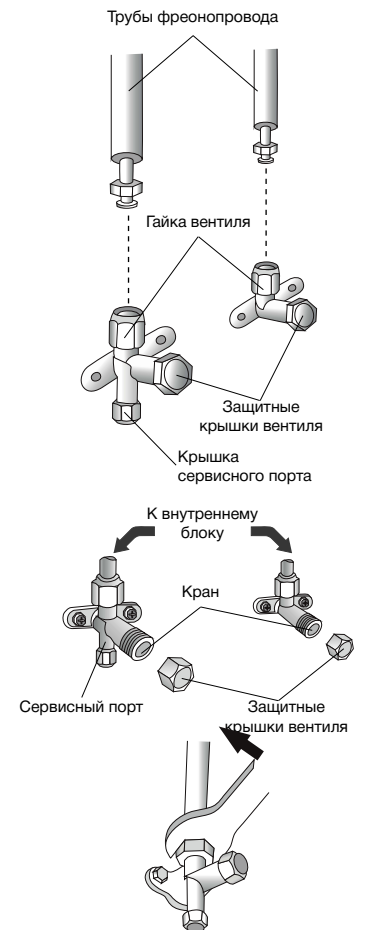 Трубы фреонопровода
Гайка вентиля
Защитные
крышки вентиля
Крышка
сервисного порта
К внутреннему
блоку
Кран
Сервисный порт
Защитные
крышки вентиля